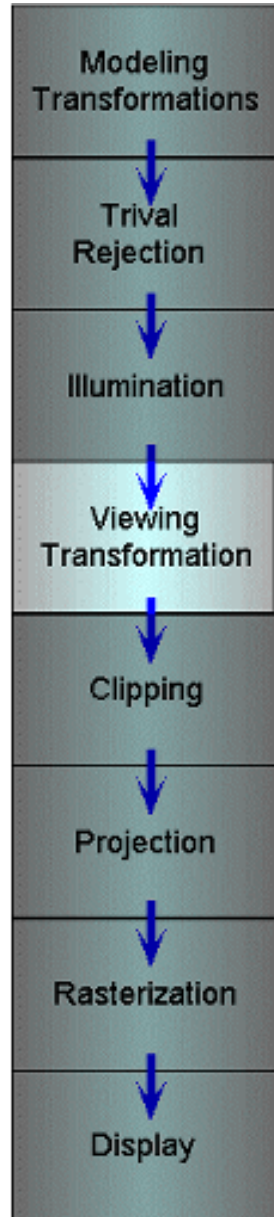 Modeling
Transformations
Trival
Rejection
Illumination
Viewing
Transformation
Clipping
Projection
Rasterization
Display